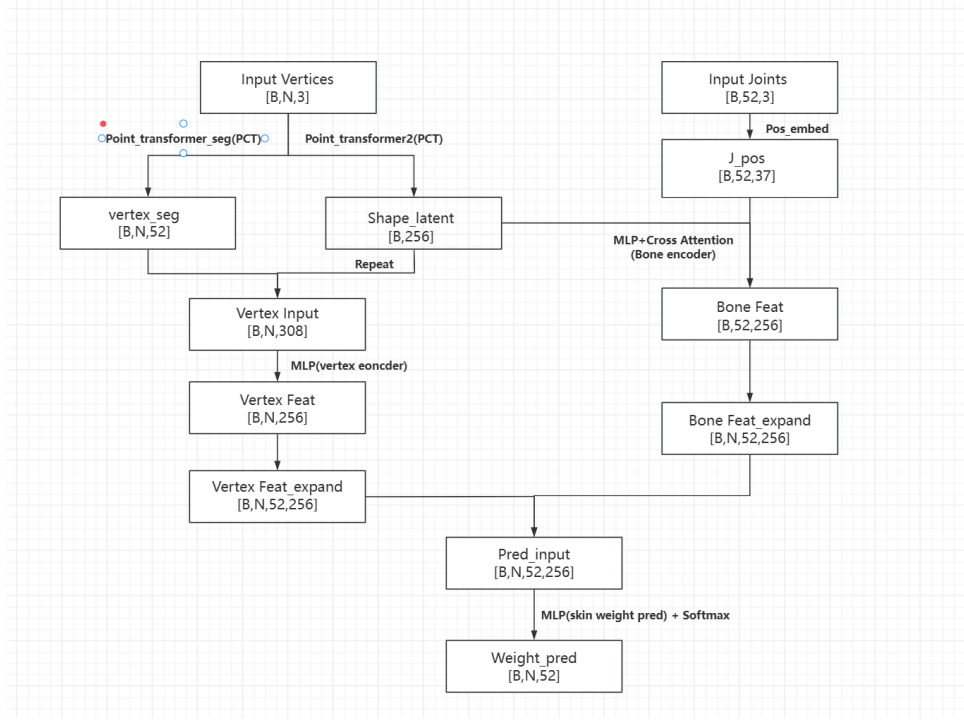 Input Vertices
[B,N,3]
Input Joints
[B,52,3]
Point_transformer_seg(PCT)
Point_transformer2(PCT)
Pos_embed
J_pos
[B,52,37]
vertex_seg
[B,N,52]
Shape_latent
[B,256]
MLP+Cross Attention
(Bone encoder)
Repeat
Vertex Input
[B,N,308]
Bone Feat
[B,52,256]
MLP(vertex eoncder)
Vertex Feat
[B,N,256]
Bone Feat_expand
[B,N,52,256]
Vertex Feat_expand
[B,N,52,256]
Pred_input
[B,N,52,256]
MLP(skin weight pred) + Softmax
Weight_pred
[B,N,52]